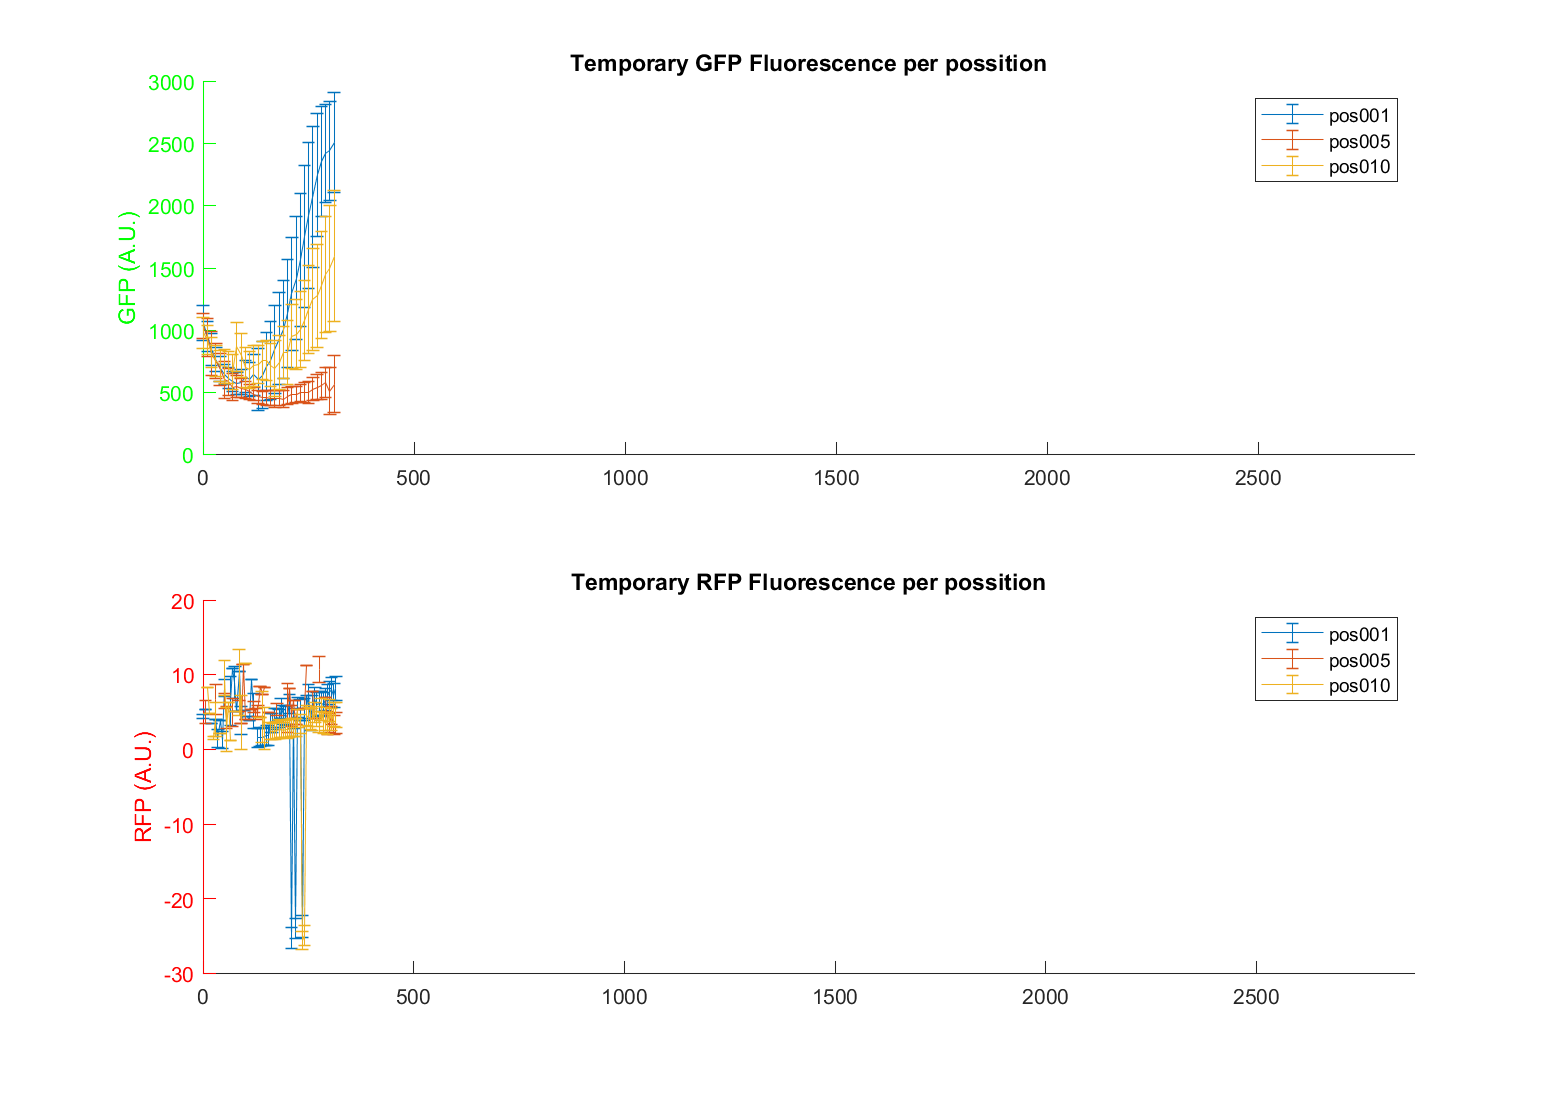 Temporary GFP Fluorescence per possition
GFP (A.U.)
3000
2500
2000
1500
1000
500
0
0 500 1000 1500 2000 2500
pos001
pos005
pos010
Temporary RFP Fluorescence per possition
RFP (A.U.)
20
10
0
-10
-20
-30
0 500 1000 1500 2000 2500
pos001
pos005
pos010